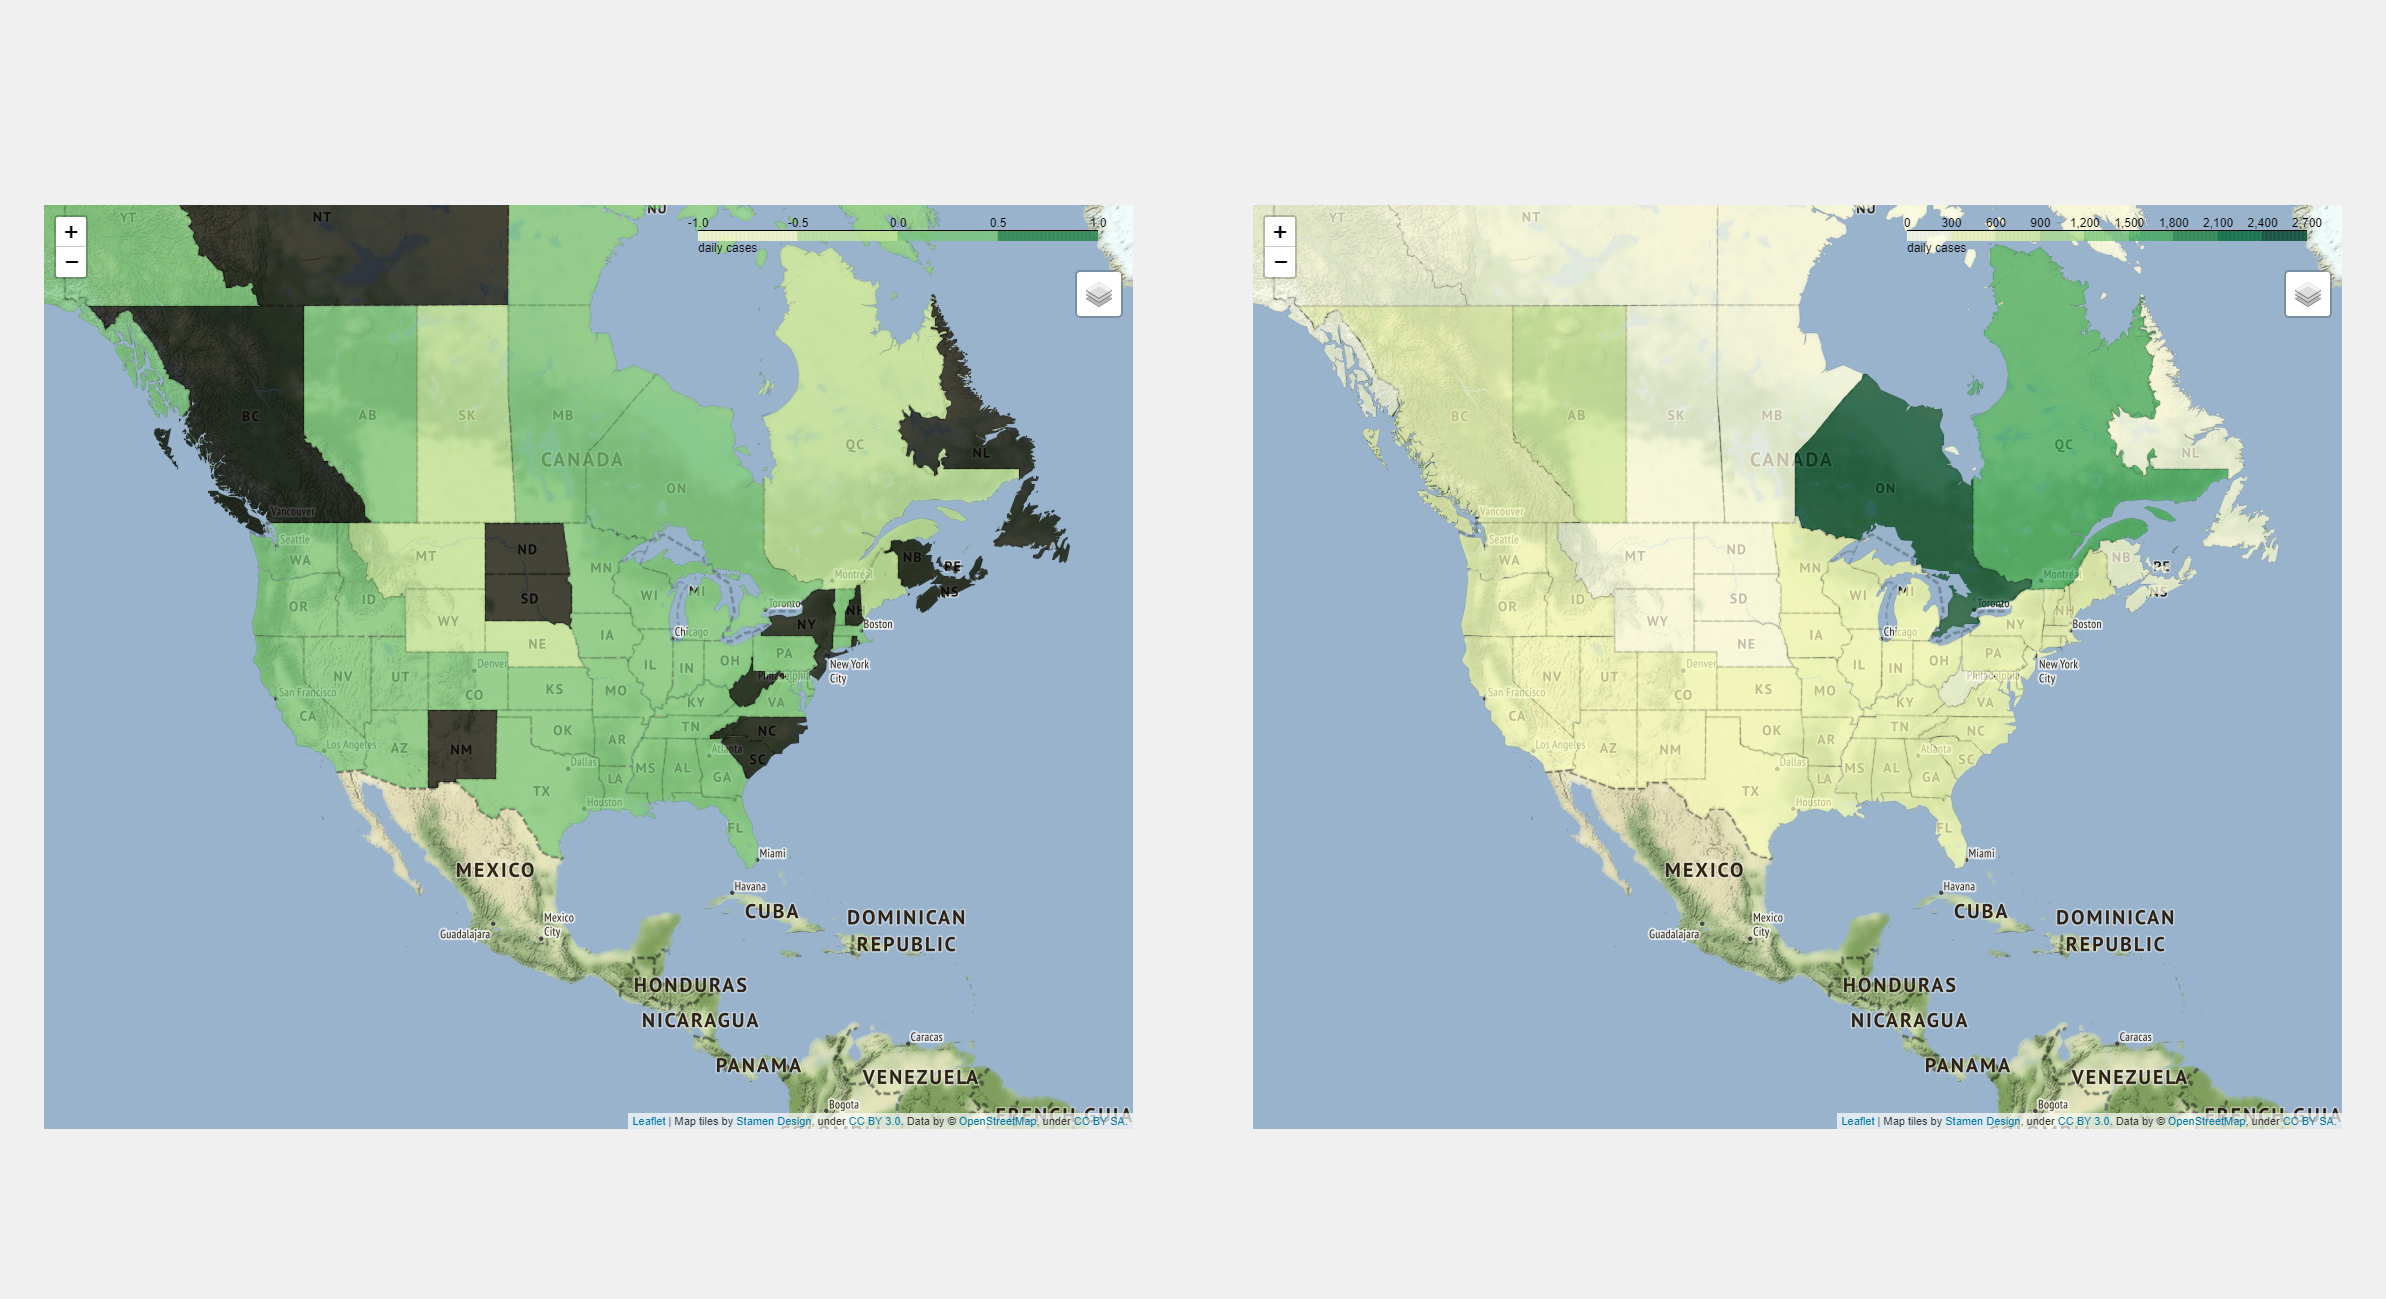 YT
NT
NU
+
−
-1.0 -0.5 0.0 0.5 1.0
daily cases
BC
AB
SK
MB
CANADA
ON
QC
NL
Vancouver
Seattle
WA
MT
ND
MN
Montréal
NB
PE
NS
OR
ID
SD
WI
MI
Toronto
NH
NY
Boston
WY
NE
IA
Chicago
PA
New York
City
Denver
IL
IN
OH
Philadelphia
NV
UT
CO
KS
MO
KY
VA
San Francisco
CA
Los Angeles
AZ
NM
OK
AR
TN
NC
Atlanta
SC
Dallas
LA
MS
AL
GA
TX
Houston
FL
Miami
MEXICO
Havana
CUBA
DOMINICAN
REPUBLIC
Mexico
City
Guadalajara
HONDURAS
NICARAGUA
Caracas
PANAMA
VENEZUELA
Bogota
FRENCH GUIA
COLOMBIA
Leaflet | Map tiles by Stamen Design, under CC BY 3.0. Data by © OpenStreetMap, under CC BY SA.
YT
NT
NU
+
−
0 300 600 900 1,200 1,500 1,800 2,100 2,400 2,700
daily cases
BC
AB
SK
MB
CANADA
ON
QC
NL
Vancouver
Seattle
WA
MT
ND
MN
Montréal
NB
PE
NS
OR
ID
SD
WI
MI
Toronto
NH
NY
Boston
WY
NE
IA
Chicago
PA
New York
City
Denver
IL
IN
OH
Philadelphia
NV
UT
CO
KS
MO
KY
VA
San Francisco
CA
Los Angeles
AZ
NM
OK
AR
TN
NC
Atlanta
SC
Dallas
LA
MS
AL
GA
TX
Houston
FL
Miami
MEXICO
Havana
CUBA
DOMINICAN
REPUBLIC
Mexico
City
Guadalajara
HONDURAS
NICARAGUA
Caracas
PANAMA
VENEZUELA
Bogota
FRENCH GUIA
COLOMBIA
Leaflet | Map tiles by Stamen Design, under CC BY 3.0. Data by © OpenStreetMap, under CC BY SA.